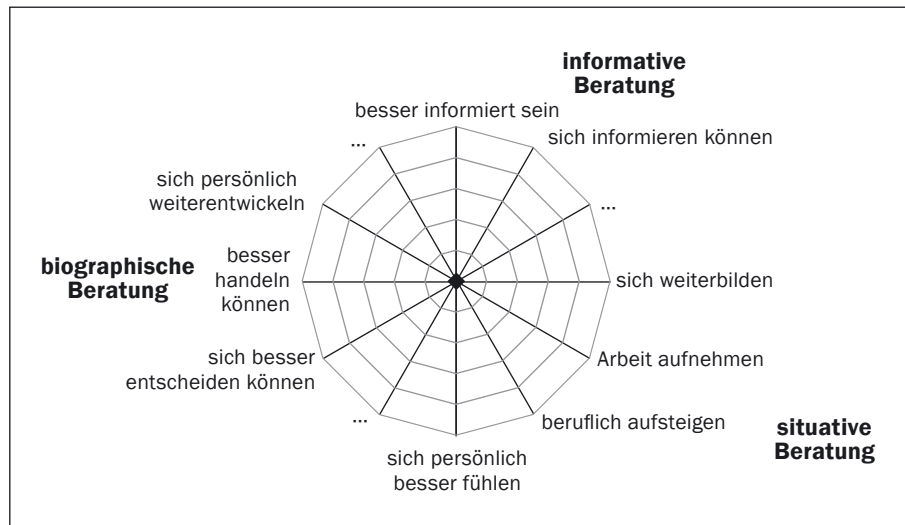 informative
Beratung
besser informiert sein
...
sich informieren können
sich persönlich
weiterentwickeln
...
biographische
Beratung
besser
handeln
können
sich weiterbilden
sich besser
entscheiden können
Arbeit aufnehmen
...
beruflich aufsteigen
situative
Beratung
sich persönlich
besser fühlen